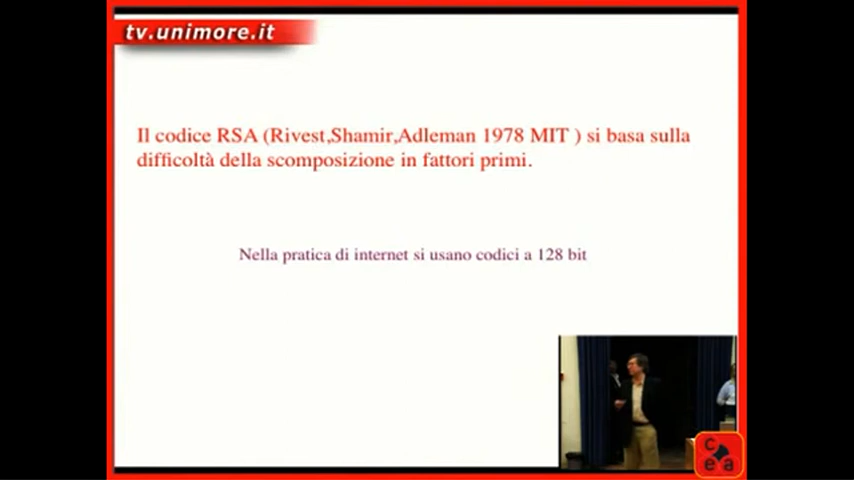 tv.unimore.it
Il codice RSA (Rivest,Shamir,Adleman 1978 MIT ) si basa sulla
difficoltà della scomposizione in fattori primi.
Nella pratica di internet si usano codici a 128 bit
c
e a